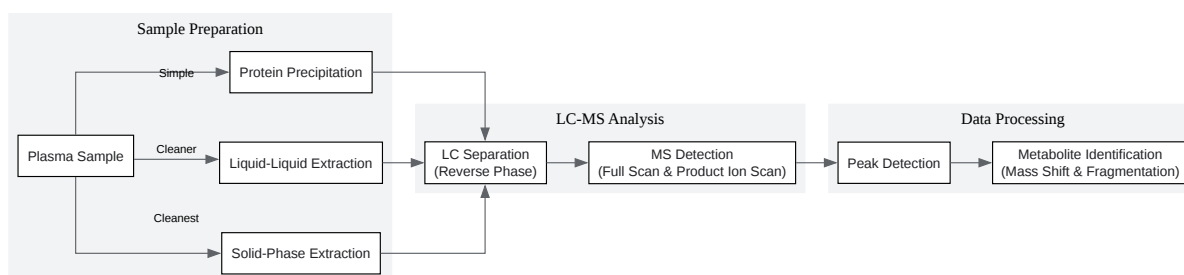 Sample Preparation
Simple
Protein Precipitation
Plasma Sample
Cleaner
Liquid-Liquid Extraction
Cleanest
Solid-Phase Extraction
LC-MS Analysis
LC Separation
(Reverse Phase)
MS Detection
(Full Scan & Product Ion Scan)
Data Processing
Peak Detection
Metabolite Identification
(Mass Shift & Fragmentation)